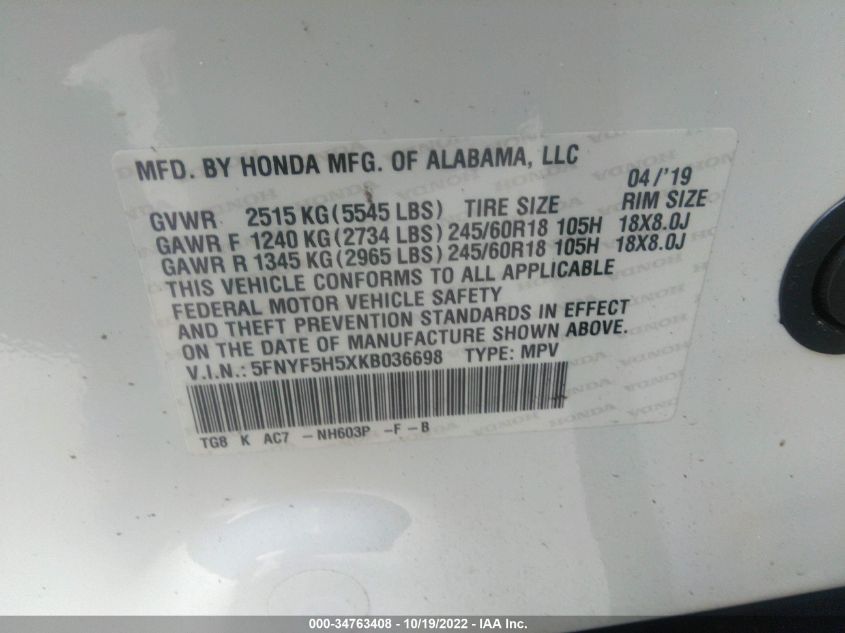 MFD. BY HONDA MFG. OF ALABAMA, LLC
04/'19
GVWR 2515 KG(5545 LBS) TIRE SIZE RIM SIZE
GAWR F 1240 KG(2734 LBS) 245/60R18 105H 18X8.0J
GAWR R 1345 KG(2965 LBS) 245/60R18 105H 18X8.0J
THIS VEHICLE CONFORMS TO ALL APPLICABLE
FEDERAL MOTOR VEHICLE SAFETY
AND THEFT PREVENTION STANDARDS IN EFFECT
ON THE DATE OF MANUFACTURE SHOWN ABOVE.
V.I.N.: 5FNYF5H5XKB036698 TYPE: MPV
TG8 K AC7 -NH603P -F-B
000-34763408 - 10/19/2022 - IAA Inc.